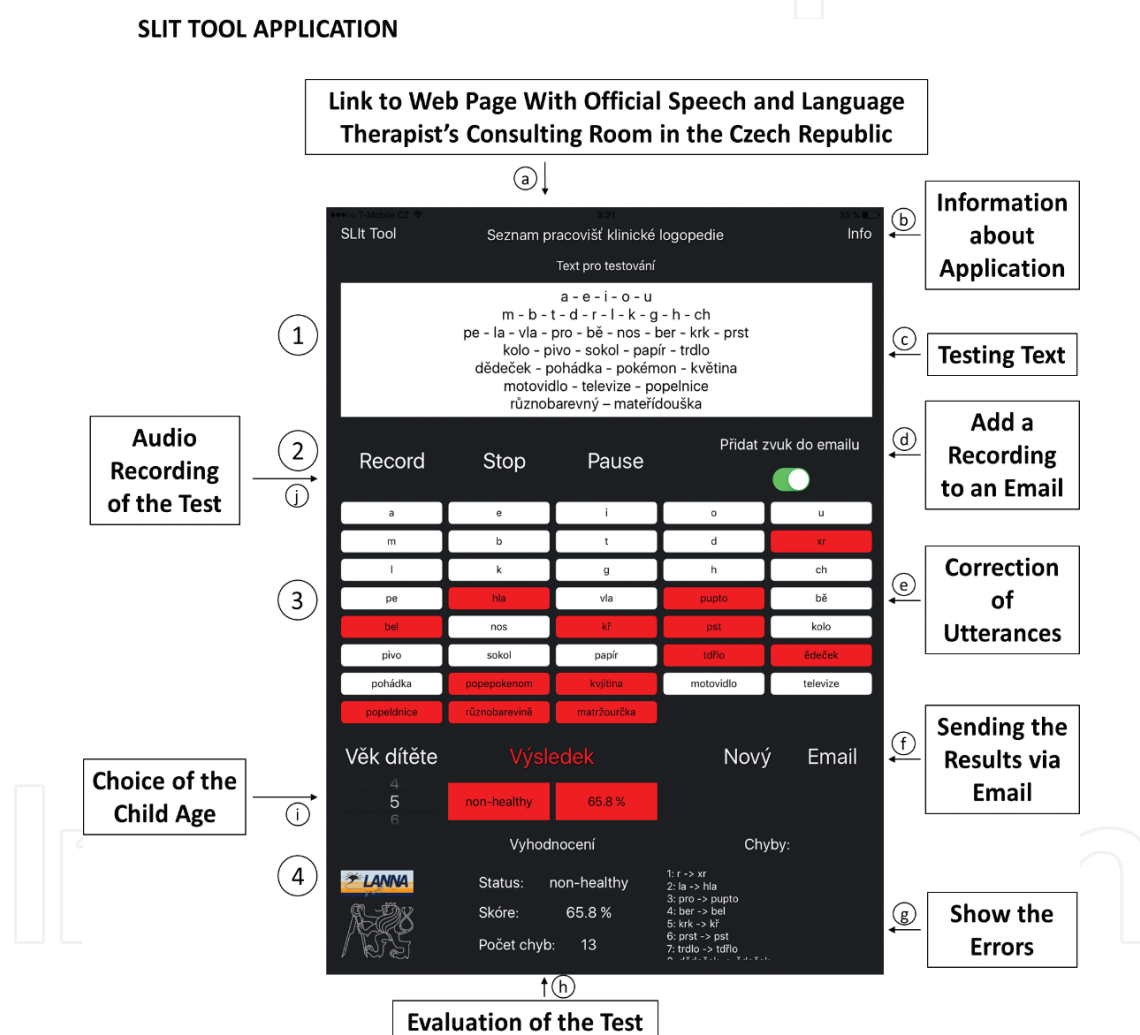 SLIT TOOL APPLICATION
Link to Web Page With Official Speech and Language
Therapist's Consulting Room in the Czech Republic
a
T-Mobile CZ 3:21 35 %
SLIt Tool Seznam pracovišť klinické logopedie Info
b
Information
about
Application
Text pro testování
1
a - e - i - o - u
m - b - t - d - r - l - k - g - h - ch
pe - la - vla - pro - bě - nos - ber - krk - prst
kolo - pivo - sokol - papír - trdlo
dědeček - pohádka - pokémon - květina
motovidlo - televize - popelnice
různobarevný – mateřídouška
c
Testing Text
Audio
Recording
of the Test
j
2
Record Stop Pause
Přidat zvuk do emailu
d
Add a
Recording
to an Email
3
a e i o u
m b t d xr
l k g h ch
pe hla vla pupto bě
bel nos kř pst kolo
pivo sokol papír tdřlo ědeček
pohádka popepokenom kvjitina motovidlo televize
popeldnice různobarevině matržourčka
e
Correction
of
Utterances
Věk dítěte Výsledek Nový Email
f
Sending the
Results via
Email
Choice of the
Child Age
i
4
5
6
non-healthy 65.8 %
4
Vyhodnocení
LANNA
Status: non-healthy
Skóre: 65.8 %
Počet chyb: 13
Chyby:
1: r -> xr
2: la -> hla
3: pro -> pupto
4: ber -> bel
5: krk -> kř
6: prst -> pst
7: trdlo -> tdřlo
g
Show the
Errors
h
Evaluation of the Test